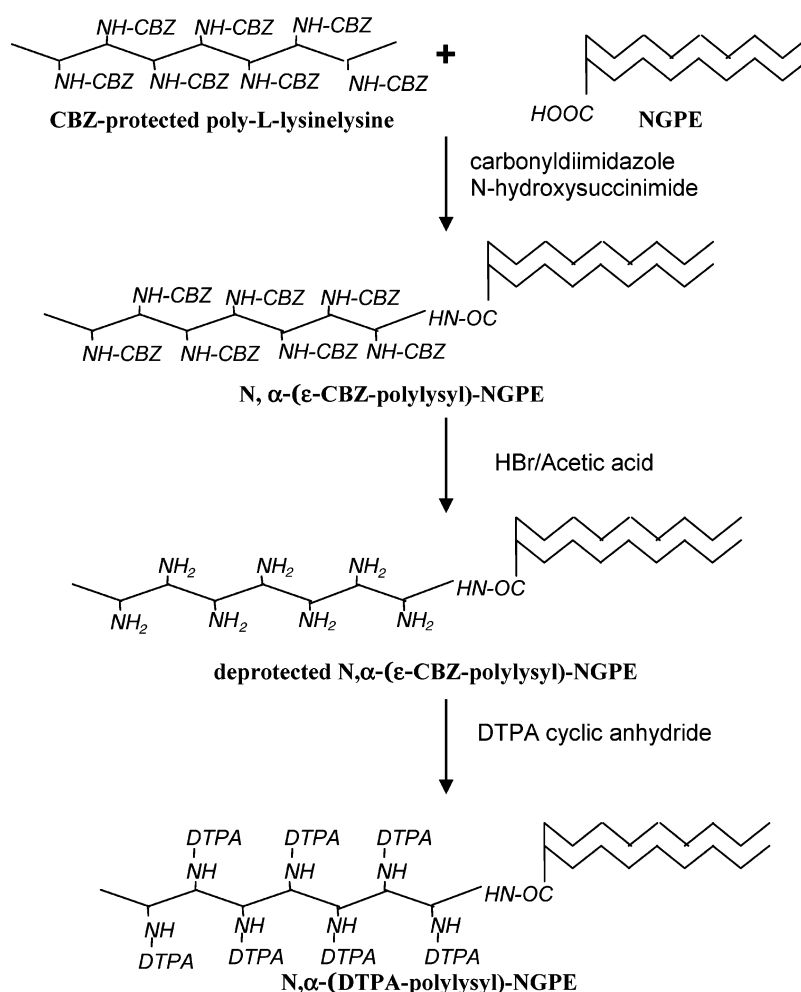 NH-CBZ NH-CBZ NH-CBZ
NH-CBZ NH-CBZ NH-CBZ NH-CBZ
+
CBZ-protected poly-L-lysinelysine
HOOC
NGPE
carbonyldiimidazole
N-hydroxysuccinimide
NH-CBZ NH-CBZ NH-CBZ
HN-OC
NH-CBZ NH-CBZ NH-CBZ NH-CBZ
N, α-(ε-CBZ-polylysyl)-NGPE
HBr/Acetic acid
NH2 NH2 NH2
HN-OC
NH2 NH2 NH2 NH2
deprotected N,α-(ε-CBZ-polylysyl)-NGPE
DTPA cyclic anhydride
DTPA DTPA DTPA
NH NH NH
HN-OC
NH NH NH NH
DTPA DTPA DTPA DTPA
N,α-(DTPA-polylysyl)-NGPE